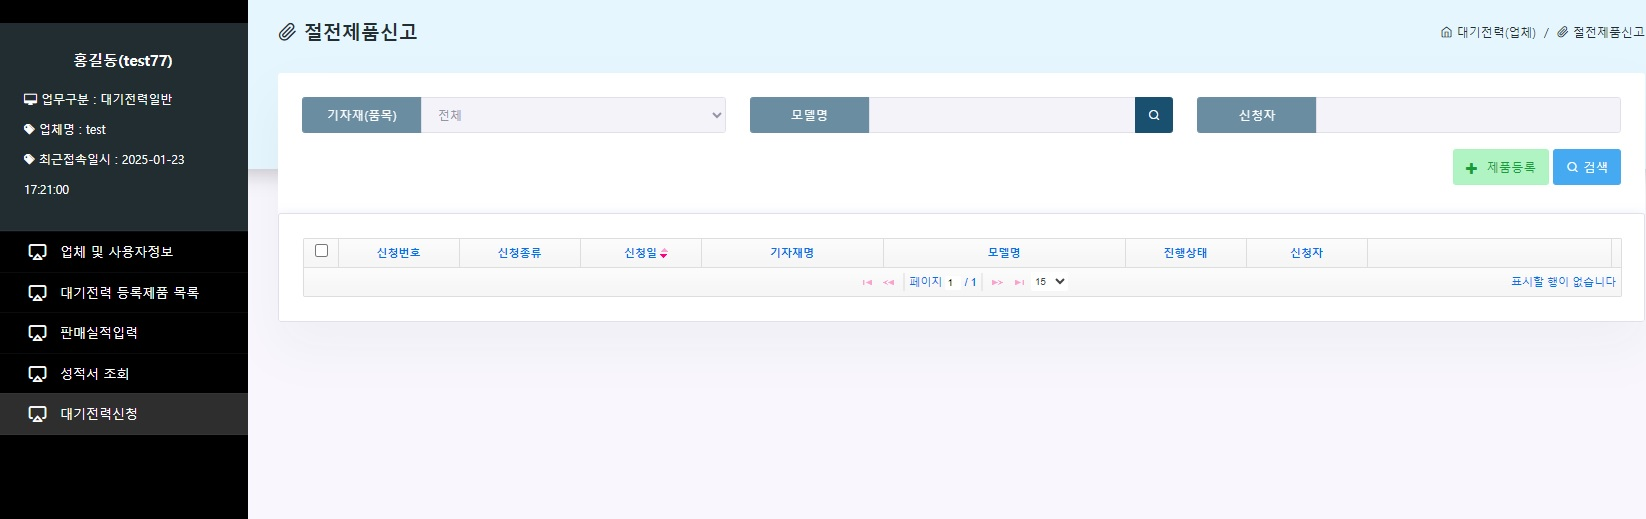 홍길동(test77)
업무구분 : 대기전력일반
업체명 : test
최근접속일시 : 2025-01-23
17:21:00
업체 및 사용자정보
대기전력 등록제품 목록
판매실적입력
성적서 조회
대기전력신청
절전제품신고
대기전력(업체) / 절전제품신고
기자재(품목) 전체 모델명 신청자
제품등록 검색
신청번호 신청종류 신청일 기자재명 모델명 진행상태 신청자
페이지 1 / 1 15 표시할 행이 없습니다